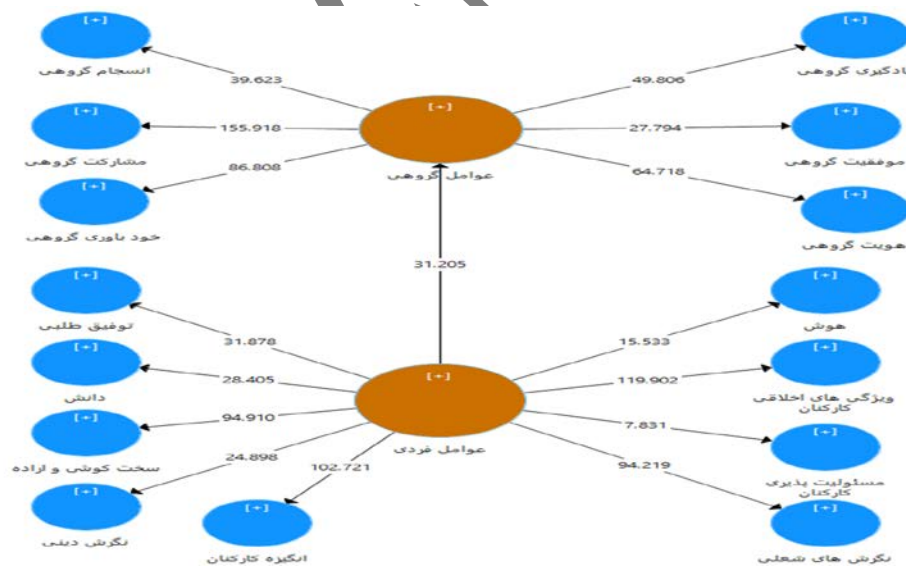 [+]
انسجام گروهی
[+]
مشارکت گروهی
[+]
خود باوری گروهی
[+]
عوامل گروهی
[+]
یادگیری گروهی
[+]
موفقیت گروهی
[+]
هویت گروهی
39.623
155.918
86.808
49.806
27.794
64.718
31.205
[+]
توفیق طلبی
[+]
دانش
[+]
سخت کوشی و اراده
[+]
نگرش دینی
[+]
انگیزه کارکنان
[+]
عوامل فردی
[+]
هوش
[+]
ویژگی های اخلاقی
کارکنان
[+]
مسئولیت پذیری
کارکنان
[+]
نگرش های شغلی
31.878
28.405
94.910
24.898
102.721
15.533
119.902
7.831
94.219